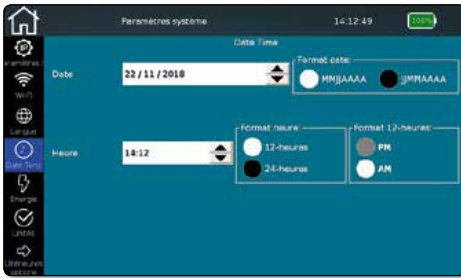 Paramètres système
14:12:49
100%
Date Time
Date
22 / 11 / 2018
Format date:
MMJJAAAA
JJMMAAAA
Wi-Fi
Langue
Heure
14:12
Format heure:
12-heures
24-heures
Format 12-heures:
PM
AM
Date Time
Energie
Unités